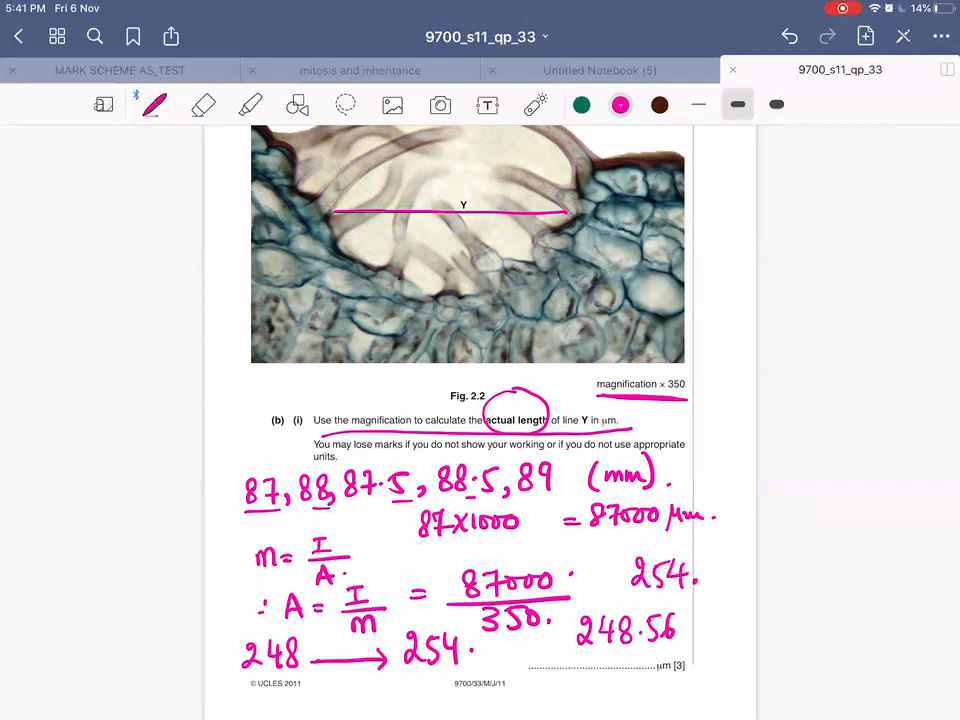 5:41 PM Fri 6 Nov 14%
9700_s11_qp_33
MARK SCHEME AS_TEST mitosis and inheritance Untitled Notebook (5) 9700_s11_qp_33
Y
magnification × 350
Fig. 2.2
(b) (i) Use the magnification to calculate the actual length of line Y in μm.
You may lose marks if you do not show your working or if you do not use appropriate
units.
87, 88, 87.5, 88.5, 89 (mm).
87×1000 = 87000 μm.
m = I/A.
∴ A = I/m = 87000/350. 254.
248.56
248 → 254.
........................................... μm [3]
© UCLES 2011 9700/33/M/J/11